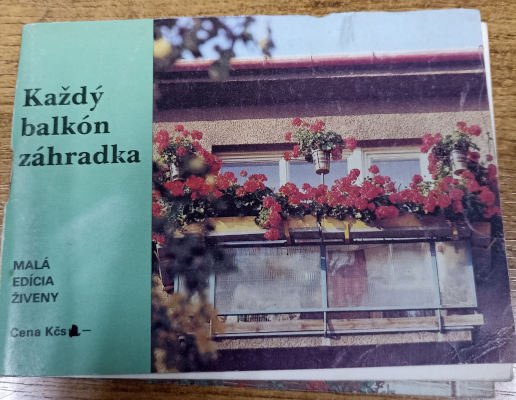 Každý
balkón
záhradka
MALÁ
EDÍCIA
ŽIVENY
Cena Kčs –